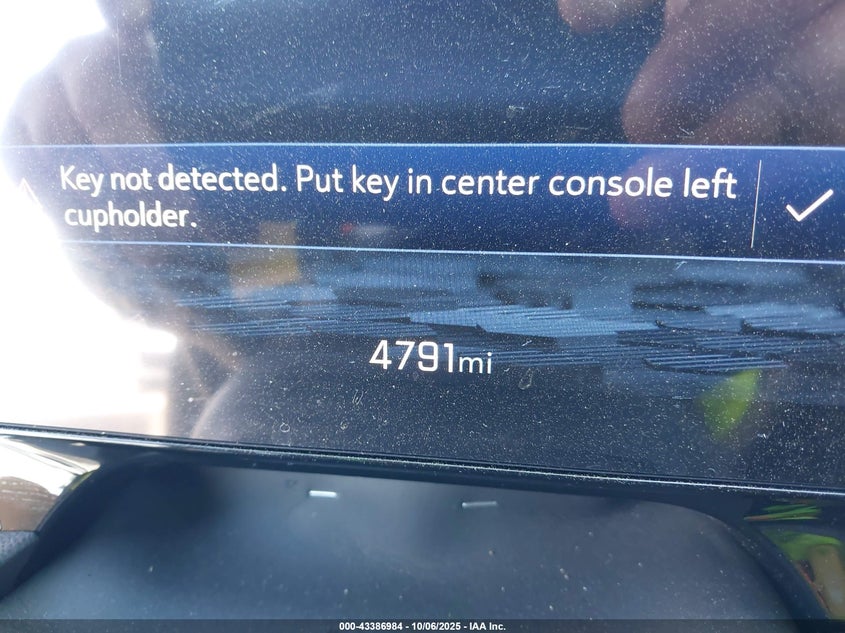 Key not detected. Put key in center console left
cupholder.
4791mi
000-43386984 - 10/06/2025 - IAA Inc.